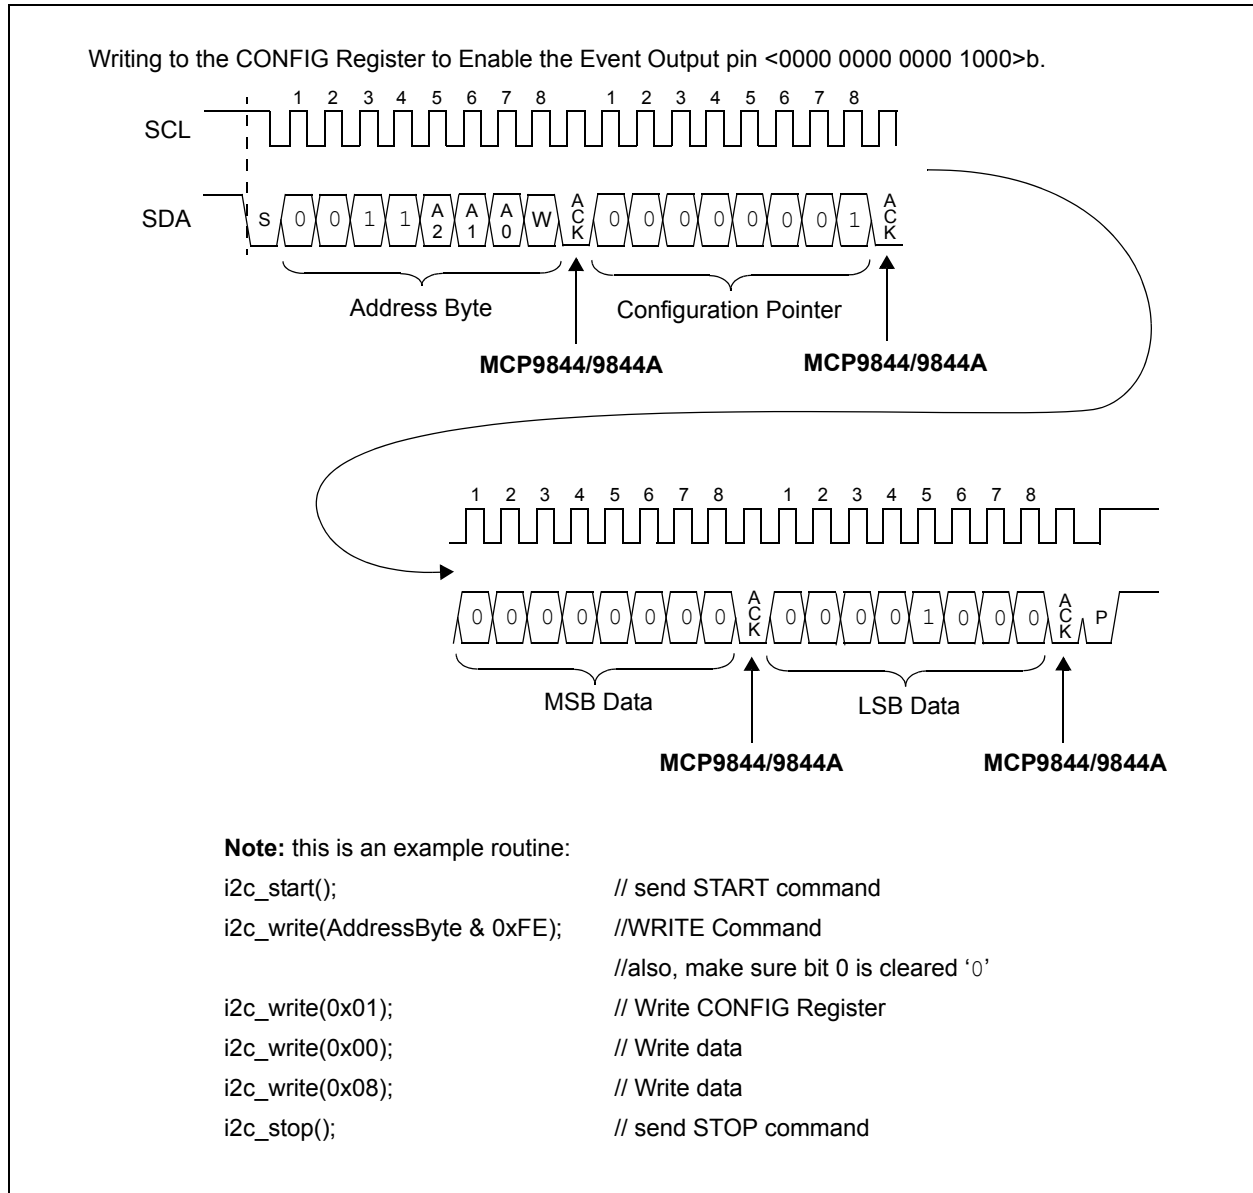 Writing to the CONFIG Register to Enable the Event Output pin <0000 0000 0000 1000>b.
1 2 3 4 5 6 7 8 1 2 3 4 5 6 7 8
SCL
SDA S 0 0 1 1 A2 A1 A0 W ACK 0 0 0 0 0 0 0 1 ACK
Address Byte Configuration Pointer
MCP9844/9844A MCP9844/9844A
1 2 3 4 5 6 7 8 1 2 3 4 5 6 7 8
0 0 0 0 0 0 0 0 ACK 0 0 0 0 1 0 0 0 ACK P
MSB Data LSB Data
MCP9844/9844A MCP9844/9844A
Note: this is an example routine:
i2c_start(); // send START command
i2c_write(AddressByte & 0xFE); //WRITE Command
//also, make sure bit 0 is cleared ‘0’
i2c_write(0x01); // Write CONFIG Register
i2c_write(0x00); // Write data
i2c_write(0x08); // Write data
i2c_stop(); // send STOP command